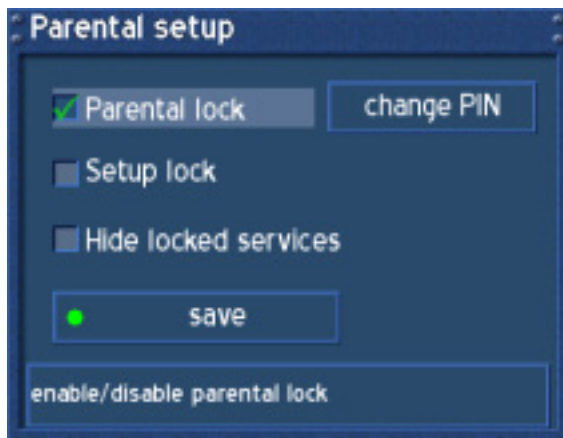 Parental setup
Parental lock
change PIN
Setup lock
Hide locked services
save
enable/disable parental lock